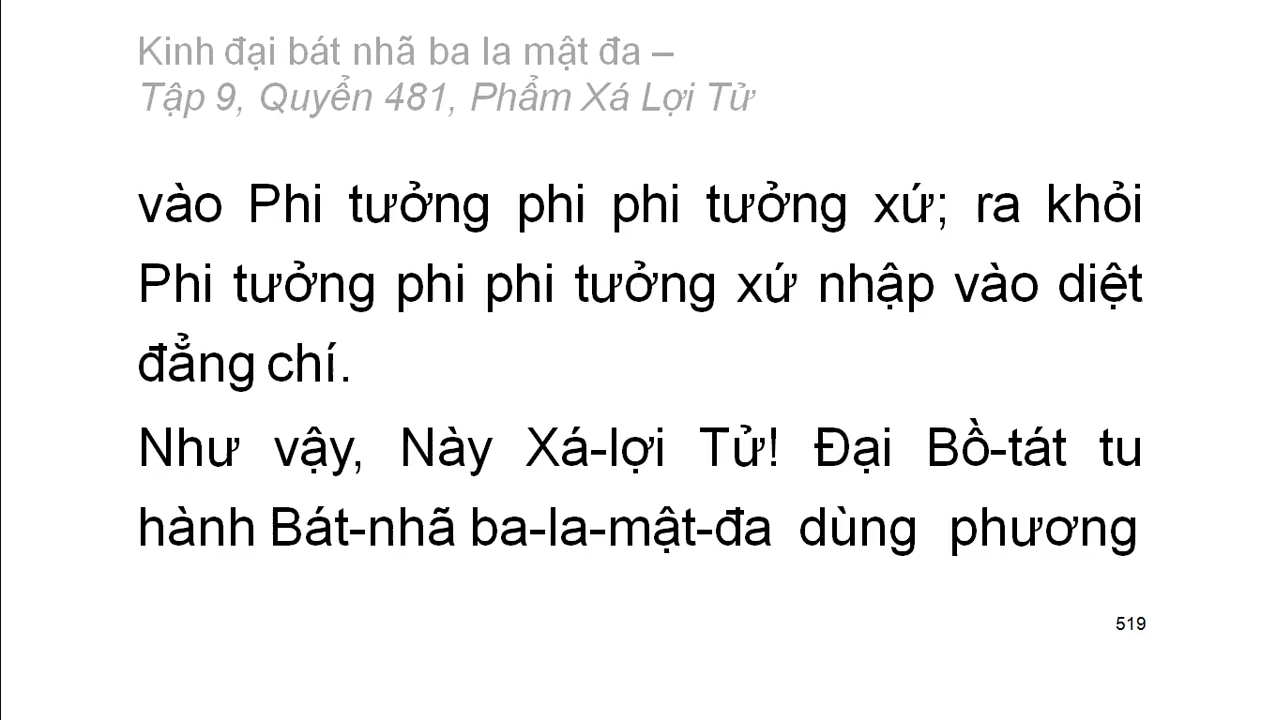 Kinh đại bát nhã ba la mật đa –
Tập 9, Quyển 481, Phẩm Xá Lợi Tử
vào Phi tưởng phi phi tưởng xứ; ra khỏi
Phi tưởng phi phi tưởng xứ nhập vào diệt
đẳng chí.
Như vậy, Này Xá-lợi Tử! Đại Bồ-tát tu
hành Bát-nhã ba-la-mật-đa dùng phương
519